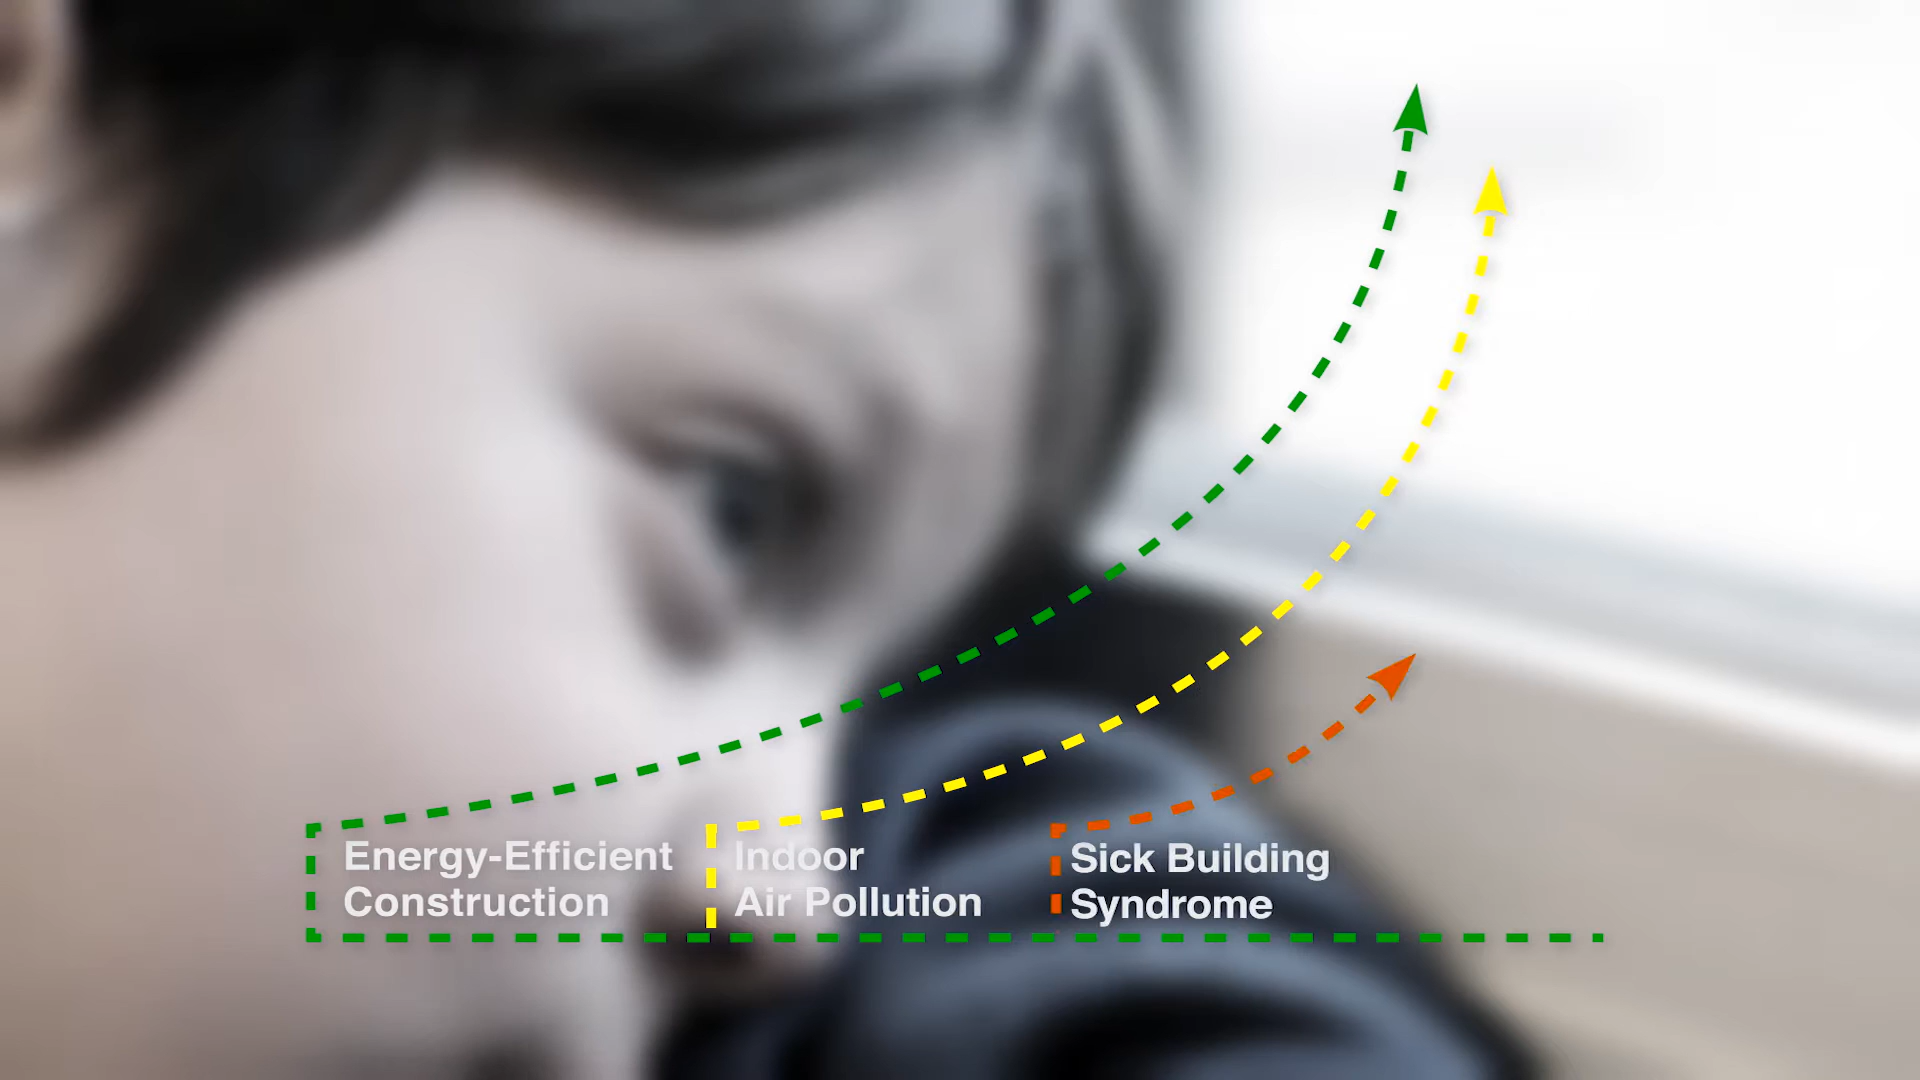 Energy-Efficient
Construction
Indoor
Air Pollution
Sick Building
Syndrome